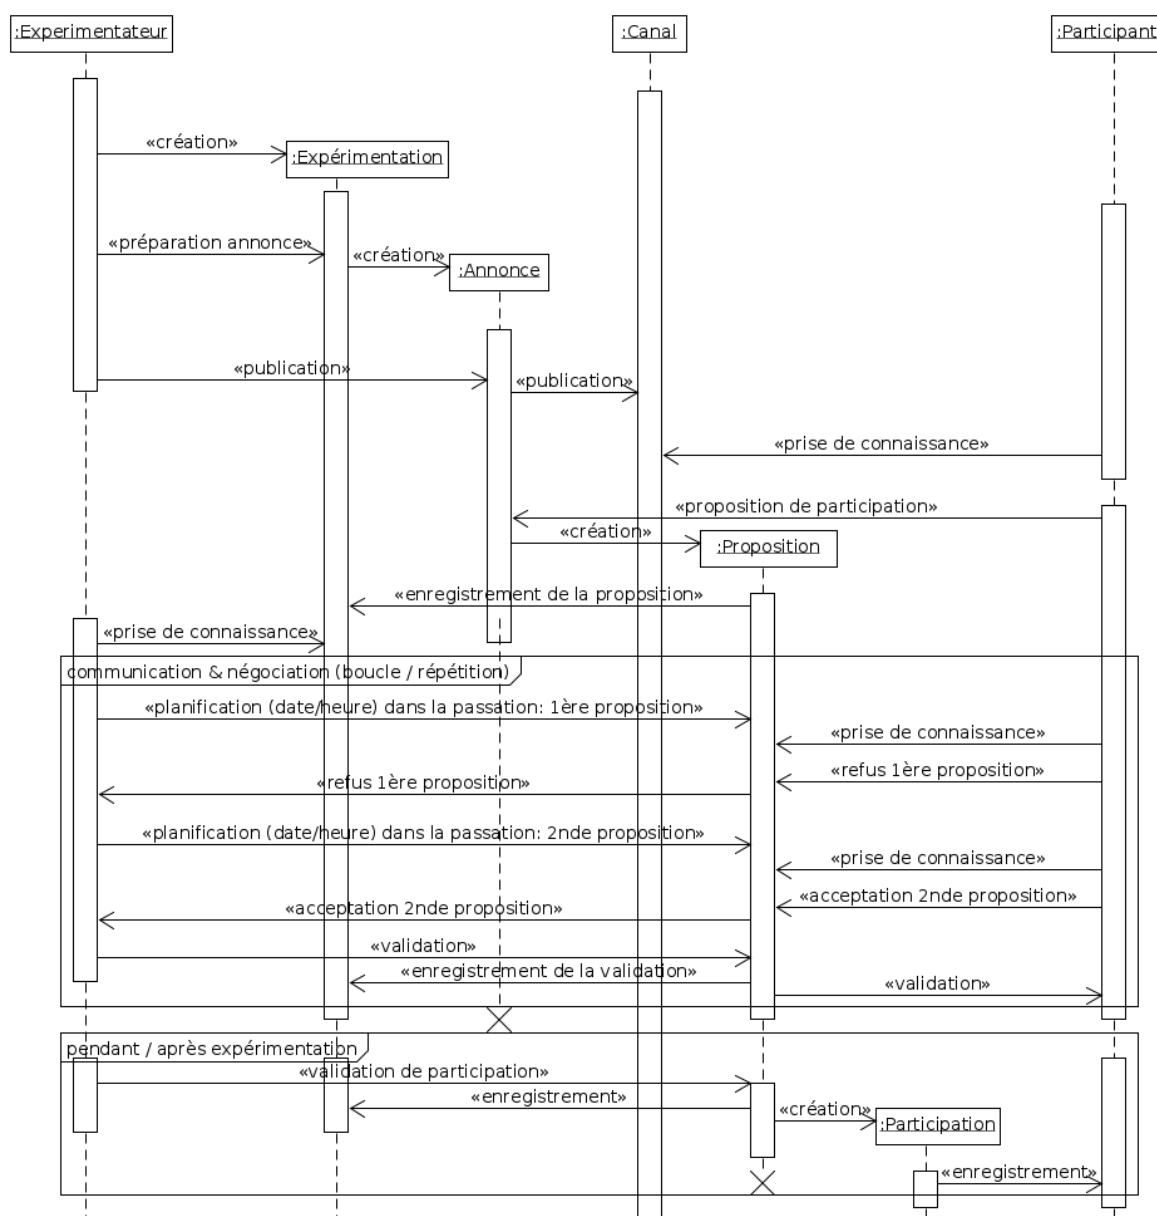 :Experimentateur
:Canal
:Participant
«création»
:Expérimentation
«préparation annonce»
«création»
:Annonce
«publication»
«publication»
«prise de connaissance»
«proposition de participation»
«création»
:Proposition
«enregistrement de la proposition»
«prise de connaissance»
communication & négociation (boucle / répétition)
«planification (date/heure) dans la passation: 1ère proposition»
«prise de connaissance»
«refus 1ère proposition»
«refus 1ère proposition»
«planification (date/heure) dans la passation: 2nde proposition»
«prise de connaissance»
«acceptation 2nde proposition»
«acceptation 2nde proposition»
«validation»
«enregistrement de la validation»
«validation»
pendant / après expérimentation
«validation de participation»
«enregistrement»
«création»
:Participation
«enregistrement»